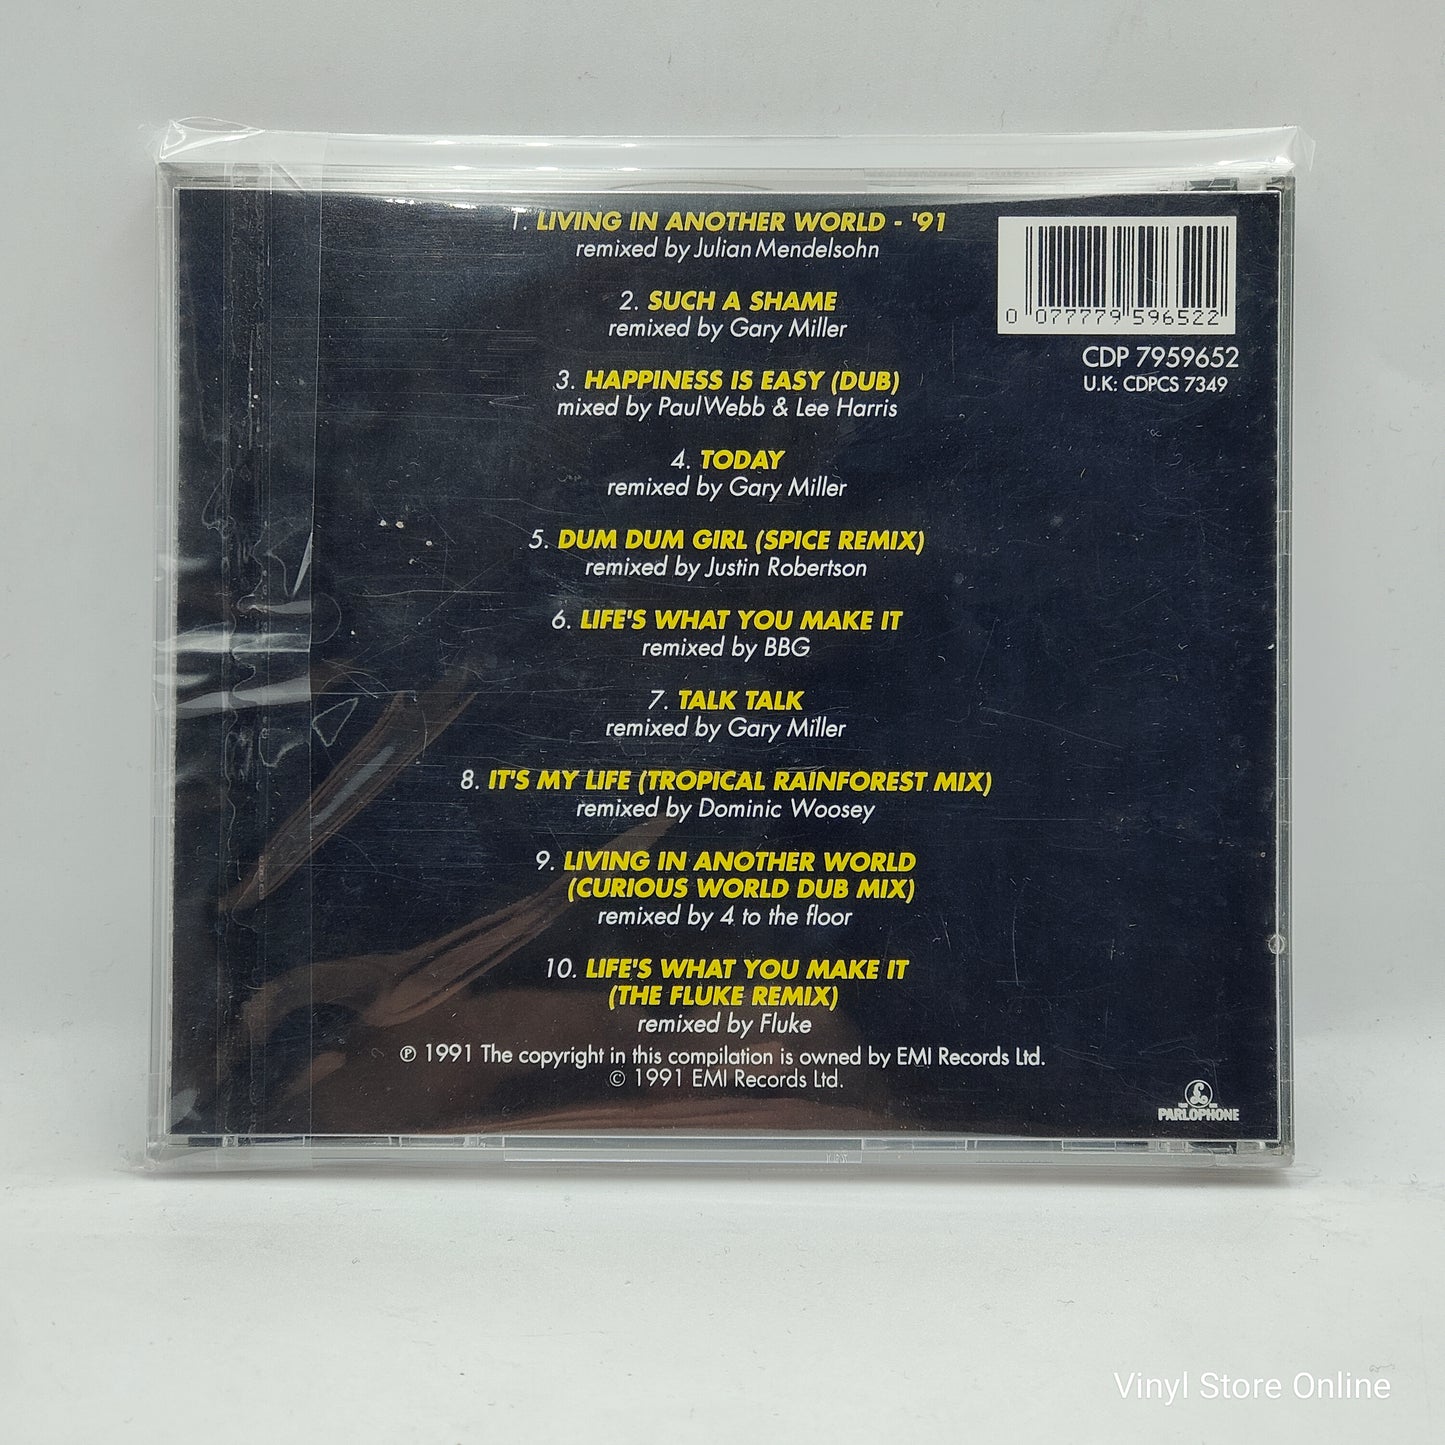 1. LIVING IN ANOTHER WORLD - '91
remixed by Julian Mendelsohn
2. SUCH A SHAME
remixed by Gary Miller
3. HAPPINESS IS EASY (DUB)
mixed by Paul Webb & Lee Harris
4. TODAY
remixed by Gary Miller
5. DUM DUM GIRL (SPICE REMIX)
remixed by Justin Robertson
6. LIFE'S WHAT YOU MAKE IT
remixed by BBG
7. TALK TALK
remixed by Gary Miller
8. IT'S MY LIFE (TROPICAL RAINFOREST MIX)
remixed by Dominic Woosey
9. LIVING IN ANOTHER WORLD
(CURIOUS WORLD DUB MIX)
remixed by 4 to the floor
10. LIFE'S WHAT YOU MAKE IT
(THE FLUKE REMIX)
remixed by Fluke
℗ 1991 The copyright in this compilation is owned by EMI Records Ltd.
© 1991 EMI Records Ltd.
0 077779 596522
CDP 7959652
U.K: CDPCS 7349
PARLOPHONE
Vinyl Store Online